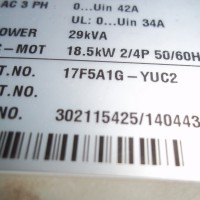 AC 3 PH 0...Uin 42A
UL: 0...Uin 34A
POWER 29kVA
-MOT 18.5kW 2/4P 50/60H
T.NO. 17F5A1G-YUC2
.NO. 302115425/140443